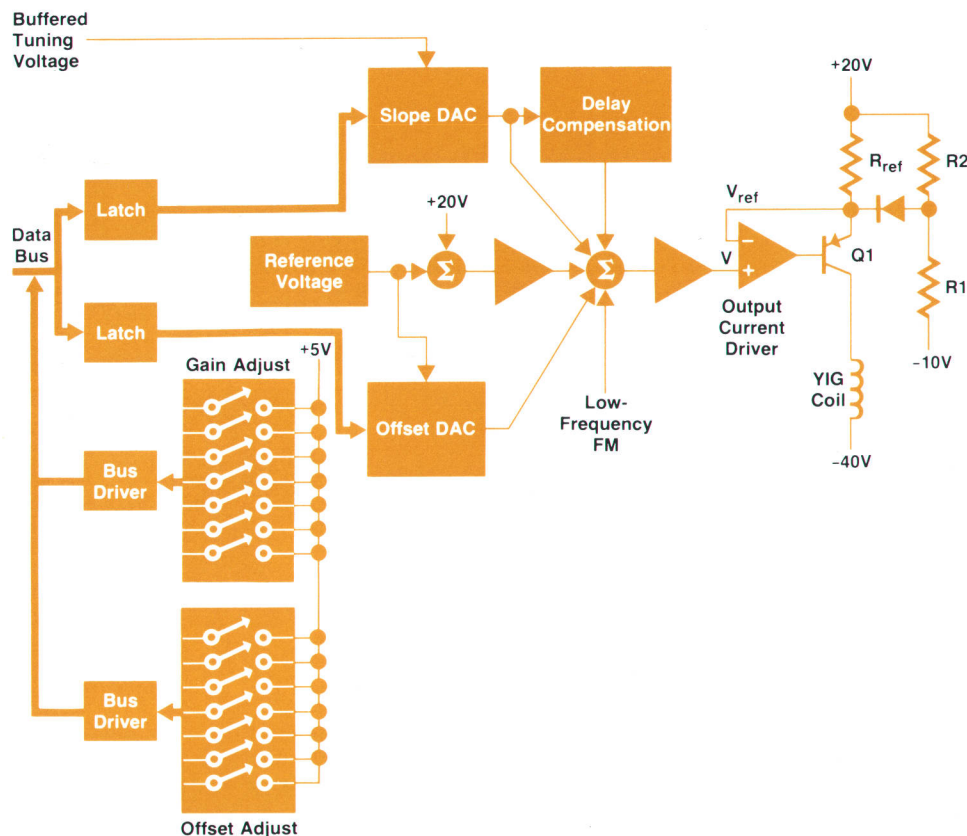 Buffered
Tuning
Voltage
Slope DAC
Delay
Compensation
+20V
Rref
R2
Vref
Latch
+20V
Data
Bus
Reference
Voltage
Σ
Σ
V
−
+
Q1
R1
Output
Current
Driver
Latch
+5V
Gain Adjust
-10V
YIG
Coil
Offset DAC
Low-
Frequency
FM
-40V
Bus
Driver
Bus
Driver
Offset Adjust